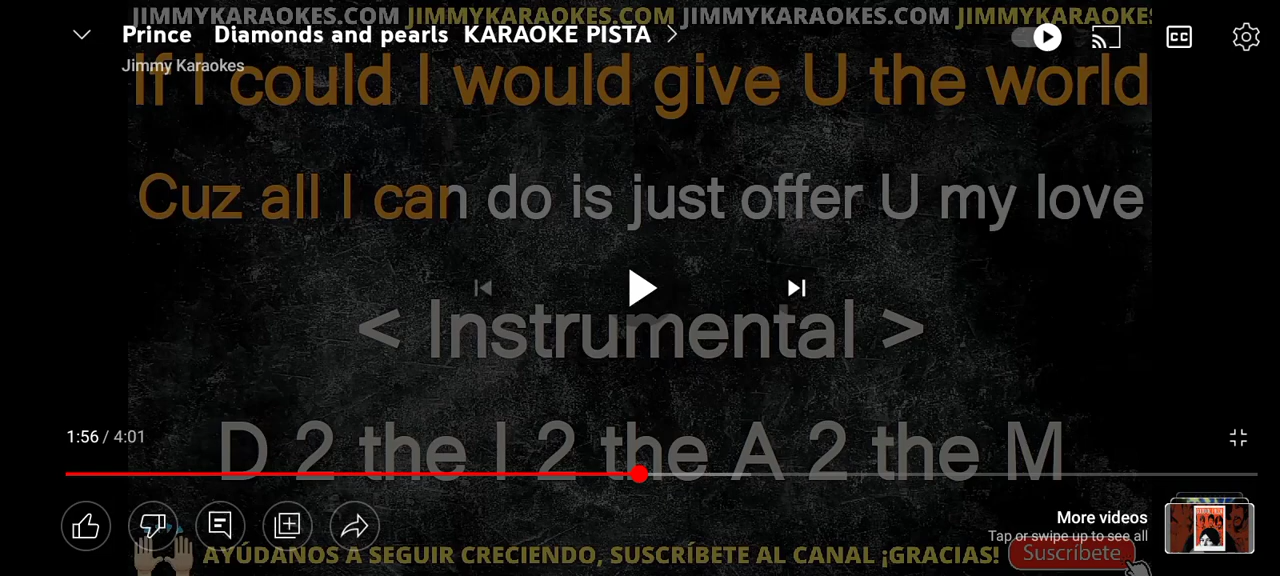 JIMMYKARAOKES.COM JIMMYKARAOKES.COM JIMMYKARAOKES.COM JIMMYKARAOKES
Prince Diamonds and pearls KARAOKE PISTA
Jimmy Karaokes
CC
If I could I would give U the world
Cuz all I can do is just offer U my love
< Instrumental >
1:56 / 4:01
D 2 the I 2 the A 2 the M
More videos
Tap or swipe up to see all
AYÚDANOS A SEGUIR CRECIENDO, SUSCRÍBETE AL CANAL ¡GRACIAS!
Suscríbete